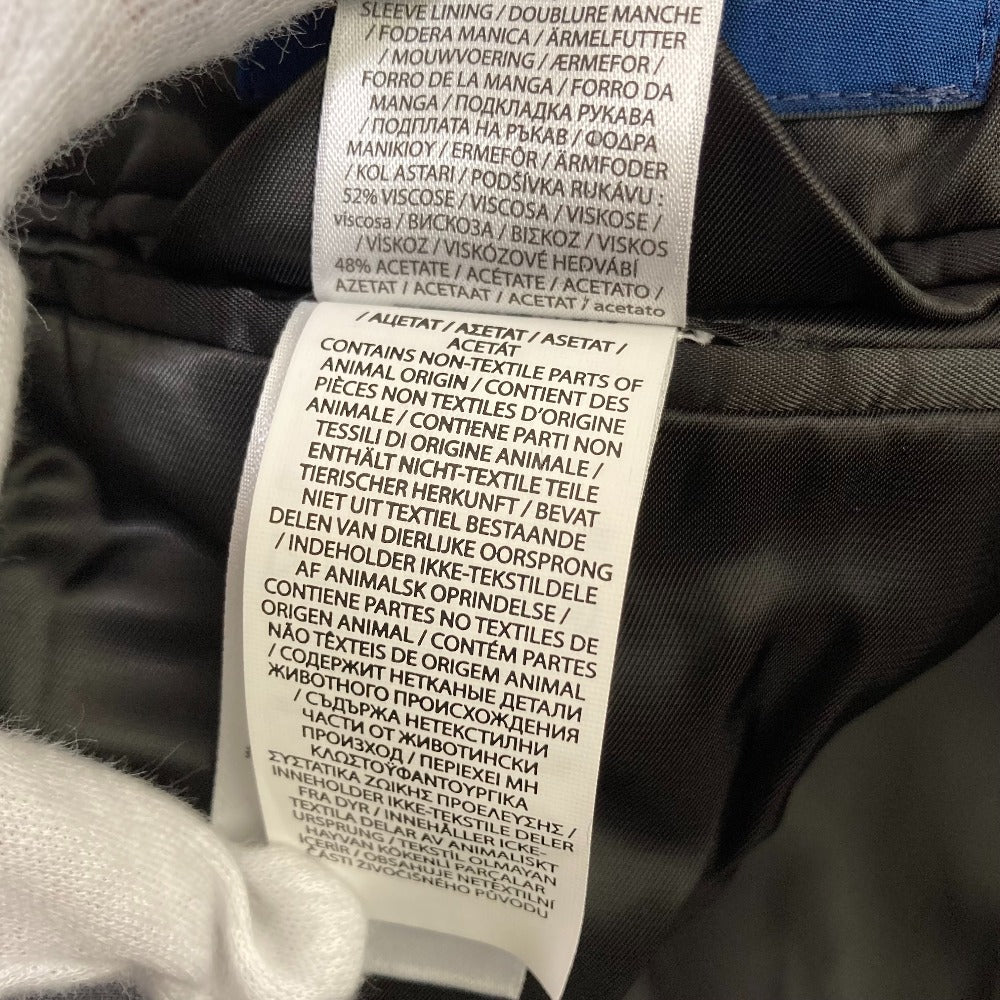 SLEEVE LINING / DOUBLURE MANCHE
/ FODERA MANICA / ÄRMELFUTTER
/ MOUWVOERING / ÆRMEFOR /
FORRO DE LA MANGA / FORRO DA
MANGA / ПОДКЛАДКА РУКАВА
/ ПОДПЛАТА НА РЪКАВ / ΦΟΔΡΑ
ΜΑΝΙΚΙΟΥ / ERMEFÔR / ÄRMFODER
/ KOL ASTARI / PODŠÍVKA RUKÁVU :
52% VISCOSE / VISCOSA / VISKOSE /
viscosa / ВИСКОЗА / ΒΙΣΚΟΖ / VISKOS
/ VİSKOZ / VISKÓZOVÉ HEDVÁBÍ
48% ACETATE / ACÉTATE / ACETATO /
AZETAT / ACETAAT / ACETAT / acetato
/ АЦЕТАТ / ΑΣΕΤΑΤ / ASETAT /
ACETÁT
CONTAINS NON-TEXTILE PARTS OF
ANIMAL ORIGIN / CONTIENT DES
PIÈCES NON TEXTILES D'ORIGINE
ANIMALE / CONTIENE PARTI NON
TESSILI DI ORIGINE ANIMALE /
ENTHÄLT NICHT-TEXTILE TEILE
TIERISCHER HERKUNFT / BEVAT
NIET UIT TEXTIEL BESTAANDE
DELEN VAN DIERLIJKE OORSPRONG
/ INDEHOLDER IKKE-TEKSTILDELE
AF ANIMALSK OPRINDELSE /
CONTIENE PARTES NO TEXTILES DE
ORIGEN ANIMAL / CONTÉM PARTES
NÃO TÊXTEIS DE ORIGEM ANIMAL
/ СОДЕРЖИТ НЕТКАНЫЕ ДЕТАЛИ
ЖИВОТНОГО ПРОИСХОЖДЕНИЯ
/ СЪДЪРЖА НЕТЕКСТИЛНИ
ЧАСТИ ОТ ЖИВОТИНСКИ
ПРОИЗХОД / ΠΕΡΙΕΧΕΙ ΜΗ
ΚΛΩΣΤΟΫΦΑΝΤΟΥΡΓΙΚΑ
ΣΥΣΤΑΤΙΚΑ ΖΩΙΚΗΣ ΠΡΟΕΛΕΥΣΗΣ /
INNEHOLDER IKKE-TEKSTILE DELER
FRA DYR / INNEHÅLLER ICKE-
TEXTILA DELAR AV ANIMALISKT
URSPRUNG / TEKSTİL OLMAYAN
HAYVAN KÖKENLİ PARÇALAR
İÇERİR / OBSAHUJE NETEXTILNÍ
ČÁSTI ŽIVOČIŠNÉHO PŮVODU